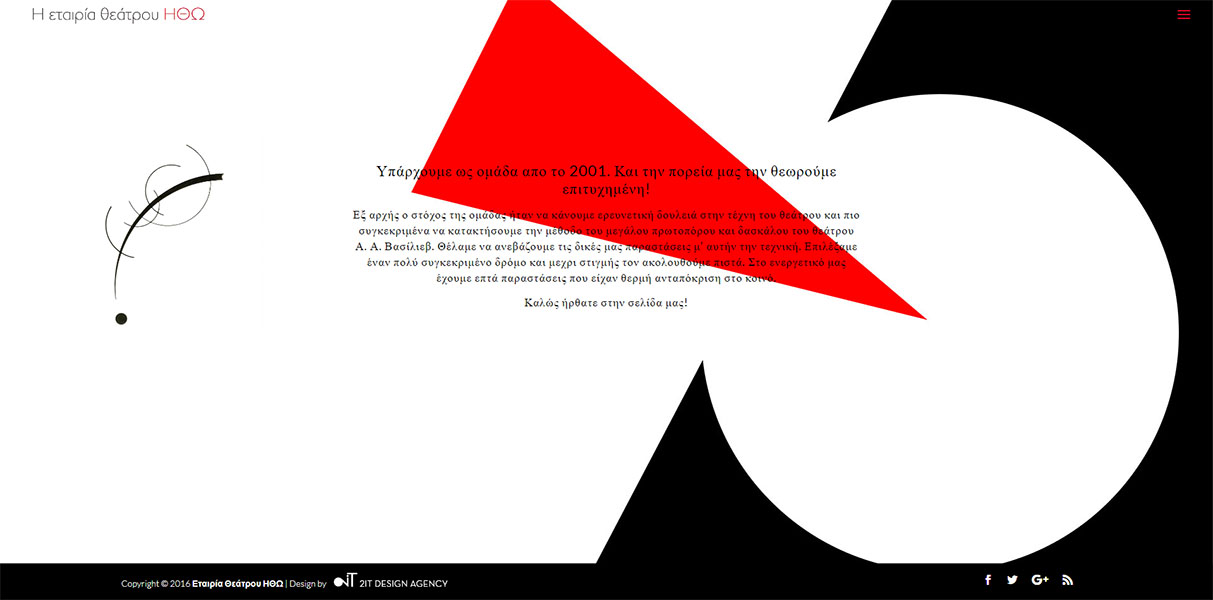 Η εταιρία θεάτρου ΗΘΩ
Υπάρχουμε ως ομάδα απο το 2001. Και την πορεία μας την θεωρούμε
επιτυχημένη!
Εξ αρχής ο στόχος της ομάδας ήταν να κάνουμε ερευνετική δουλειά στην τέχνη του θεάτρου και πιο
συγκεκριμένα να κατακτήσουμε την μέθοδο του μεγάλου πρωτοπόρου και δασκάλου του θεάτρου
Α. Α. Βασίλιεβ. Θέλαμε να ανεβάζουμε τις δικές μας παραστάσεις μ' αυτήν την τεχνική. Επιλέξαμε
έναν πολύ συγκεκριμένο δρόμο και μεχρι στιγμής τον ακολουθούμε πιστά. Στο ενεργετικό μας
έχουμε επτά παραστάσεις που είχαν θερμή ανταπόκριση στο κοινό.
Καλώς ήρθατε στην σελίδα μας!
Copyright © 2016 Εταιρία Θεάτρου ΗΘΩ | Design by 2IT DESIGN AGENCY